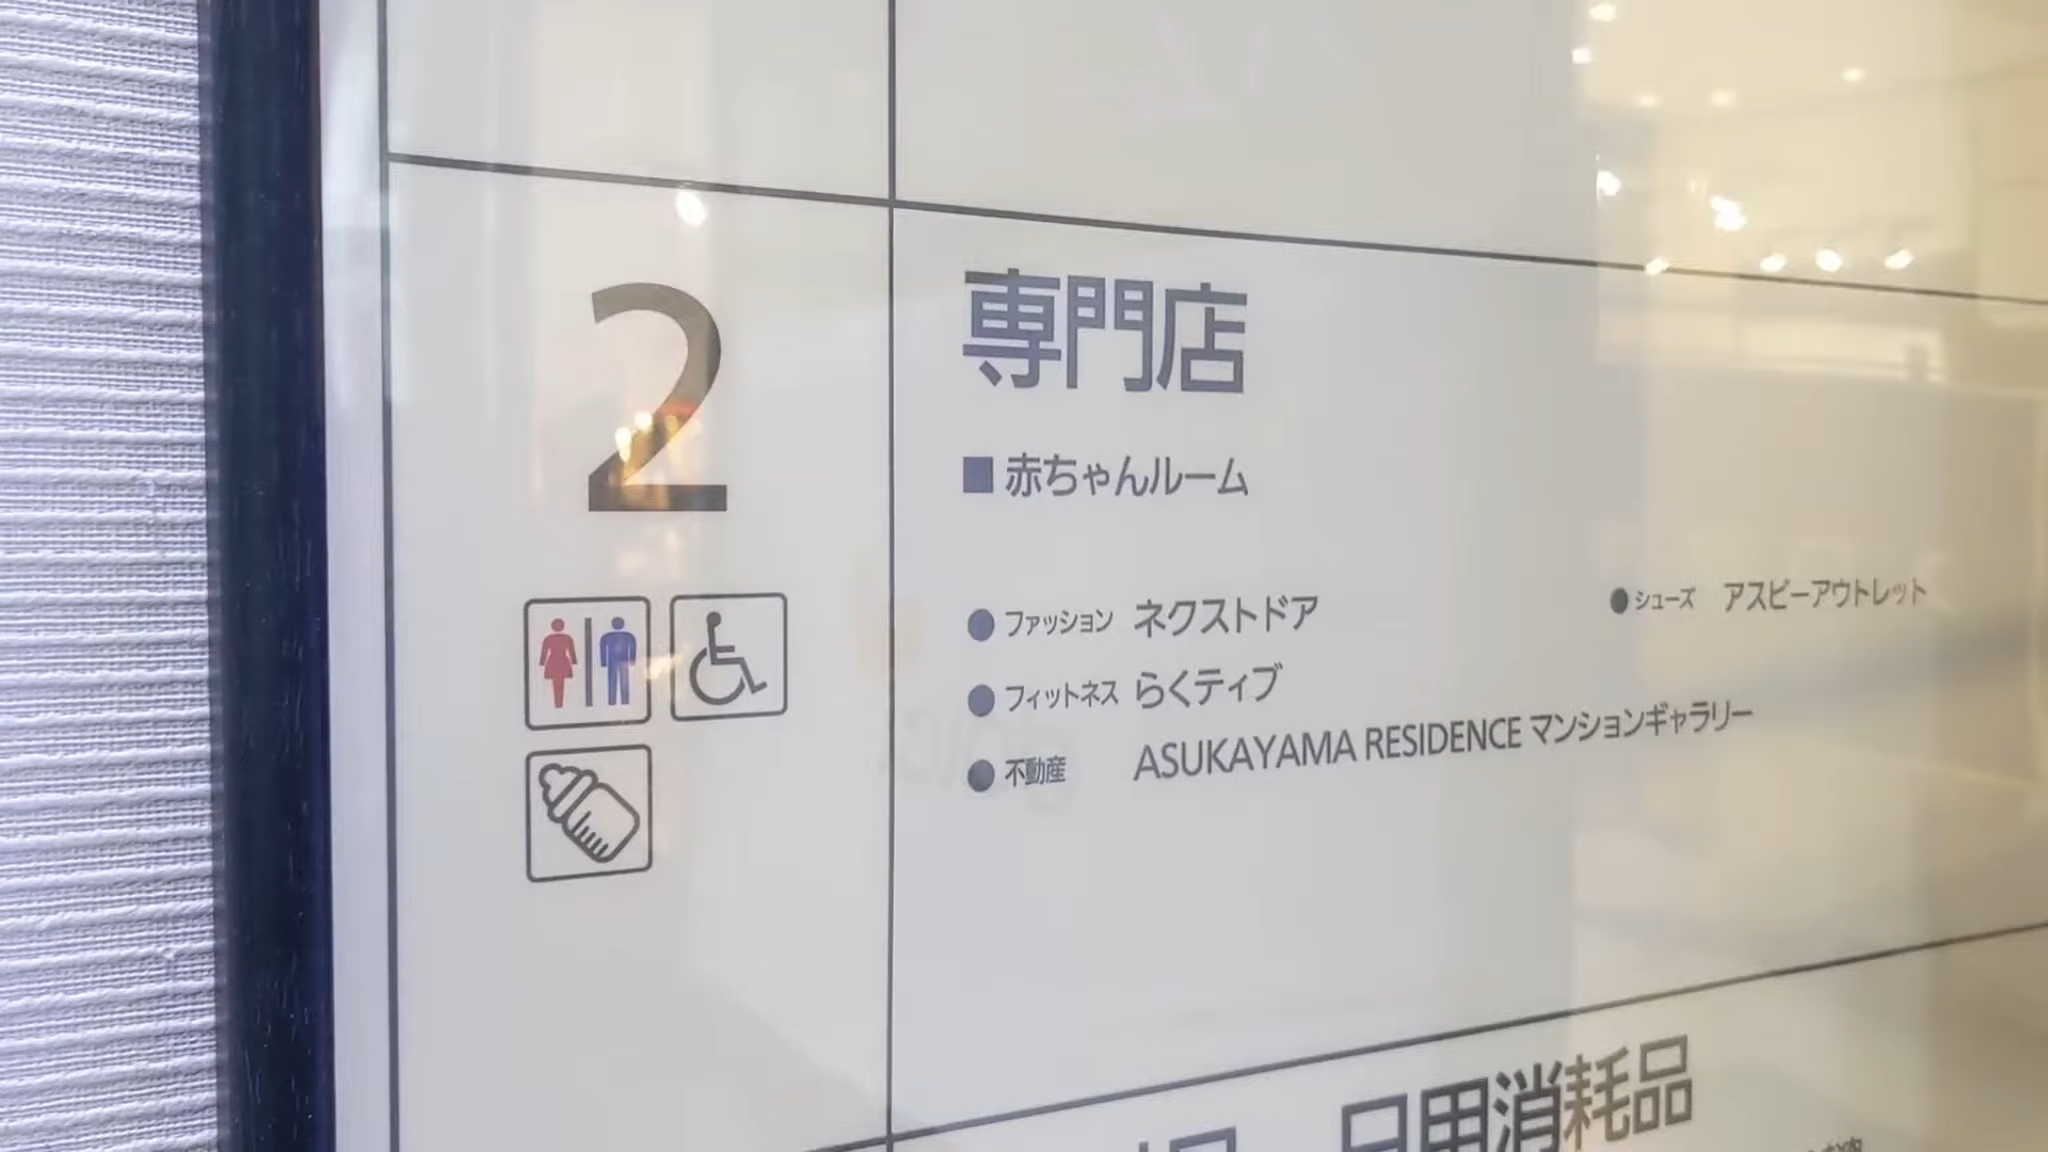 2
専門店
■ 赤ちゃんルーム
● ファッション ネクストドア
● シューズ アスビーアウトレット
● フィットネス らくティブ
● 不動産 ASUKAYAMA RESIDENCE マンションギャラリー
日用消耗品